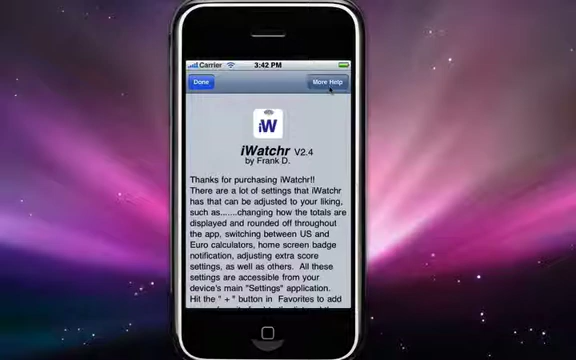 Carrier 3:42 PM
Done More Help
iW
iWatchr V2.4
by Frank D.
Thanks for purchasing iWatchr!!
There are a lot of settings that iWatchr
has that can be adjusted to your liking,
such as.......changing how the totals are
displayed and rounded off throughout
the app, switching between US and
Euro calculators, home screen badge
notification, adjusting extra score
settings, as well as others. All these
settings are accessible from your
device's main "Settings" application.
Hit the " + " button in Favorites to add